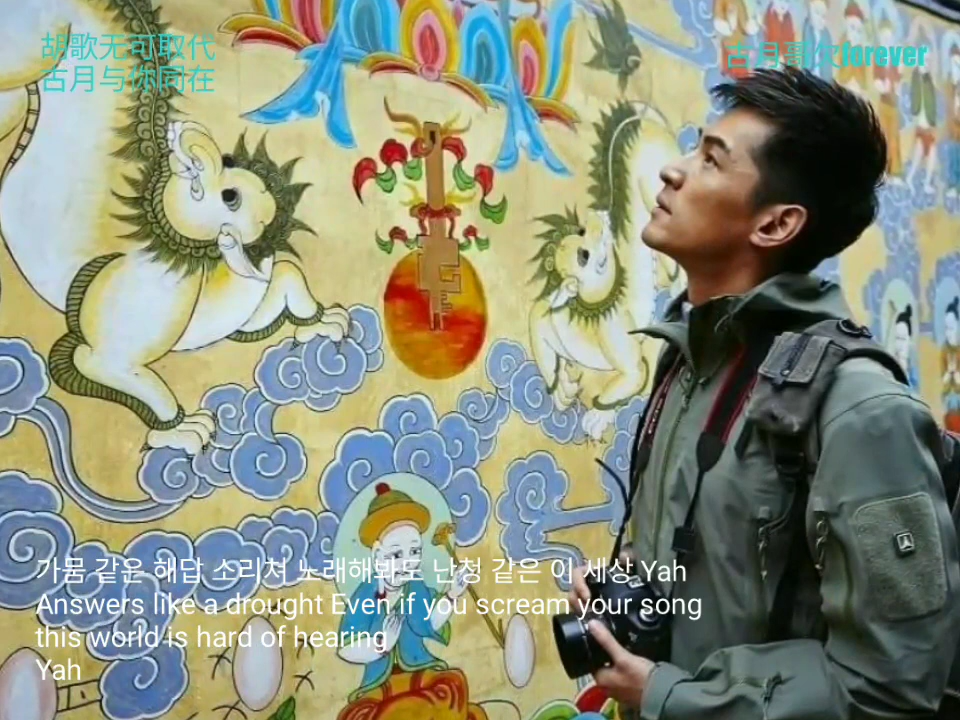 胡歌无可取代
古月与你同在
古月哥欠forever
가뭄 같은 해답 소리쳐 노래해봐도 난청 같은 이 세상 Yah
Answers like a drought Even if you scream your song
this world is hard of hearing
Yah